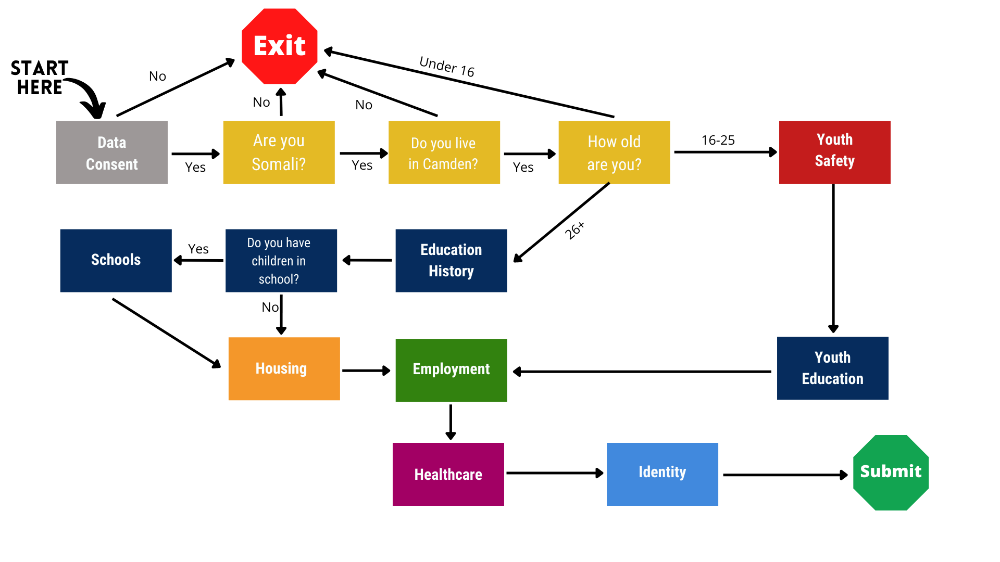 Exit
START
HERE
No
Under 16
No
No
Data
Consent
Yes
Are you
Somali?
Yes
Do you live
in Camden?
Yes
How old
are you?
16-25
Youth
Safety
26+
Schools
Yes
Do you have
children in
school?
Education
History
No
Housing
Employment
Youth
Education
Healthcare
Identity
Submit